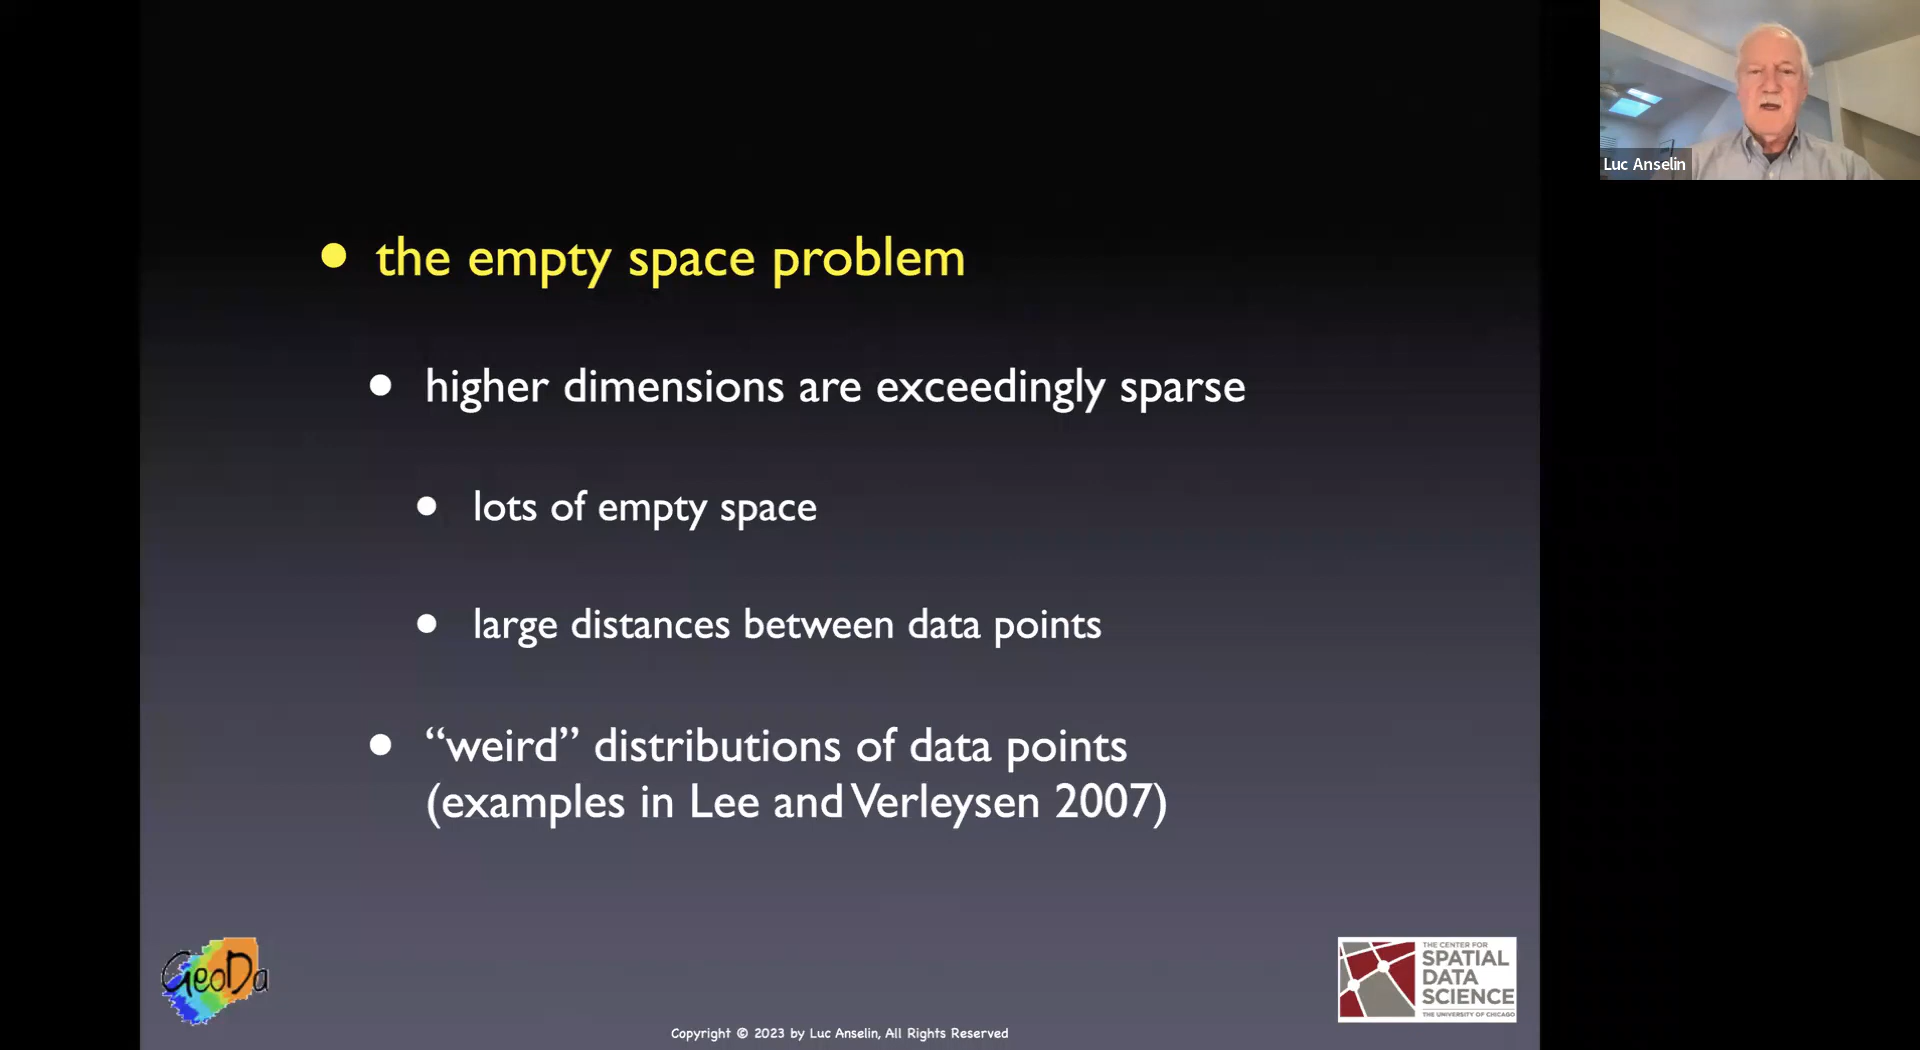 Luc Anselin
the empty space problem
higher dimensions are exceedingly sparse
lots of empty space
large distances between data points
“weird” distributions of data points
(examples in Lee and Verleysen 2007)
GeoDa
THE CENTER FOR
SPATIAL
DATA
SCIENCE
THE UNIVERSITY OF CHICAGO
Copyright © 2023 by Luc Anselin, All Rights Reserved